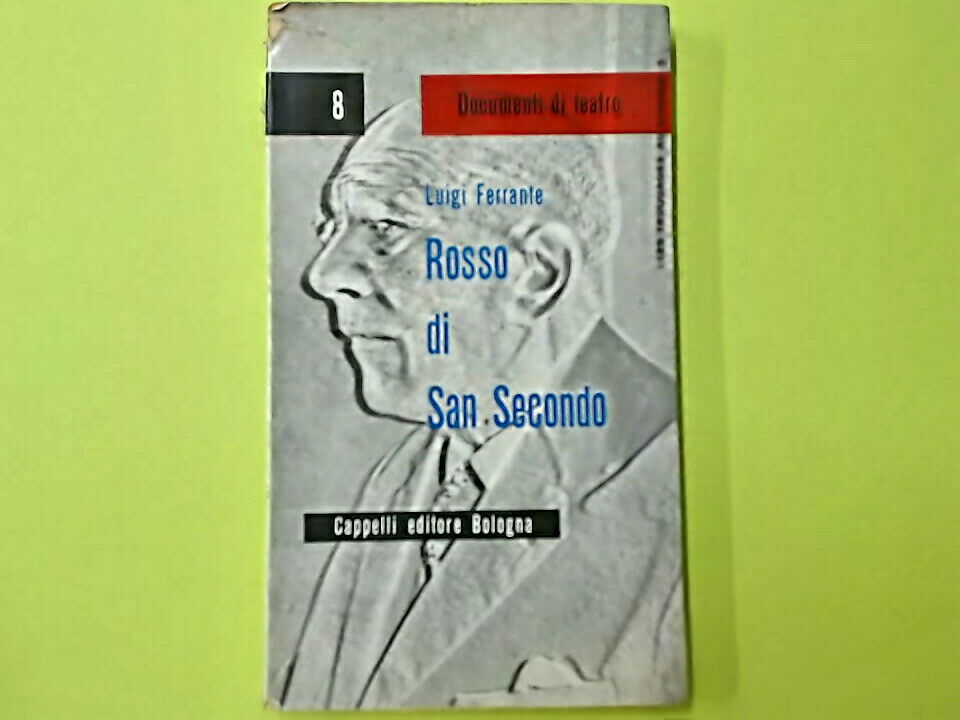 8
Documenti di teatro
Luigi Ferrante
Rosso
di
San Secondo
Cappelli editore Bologna